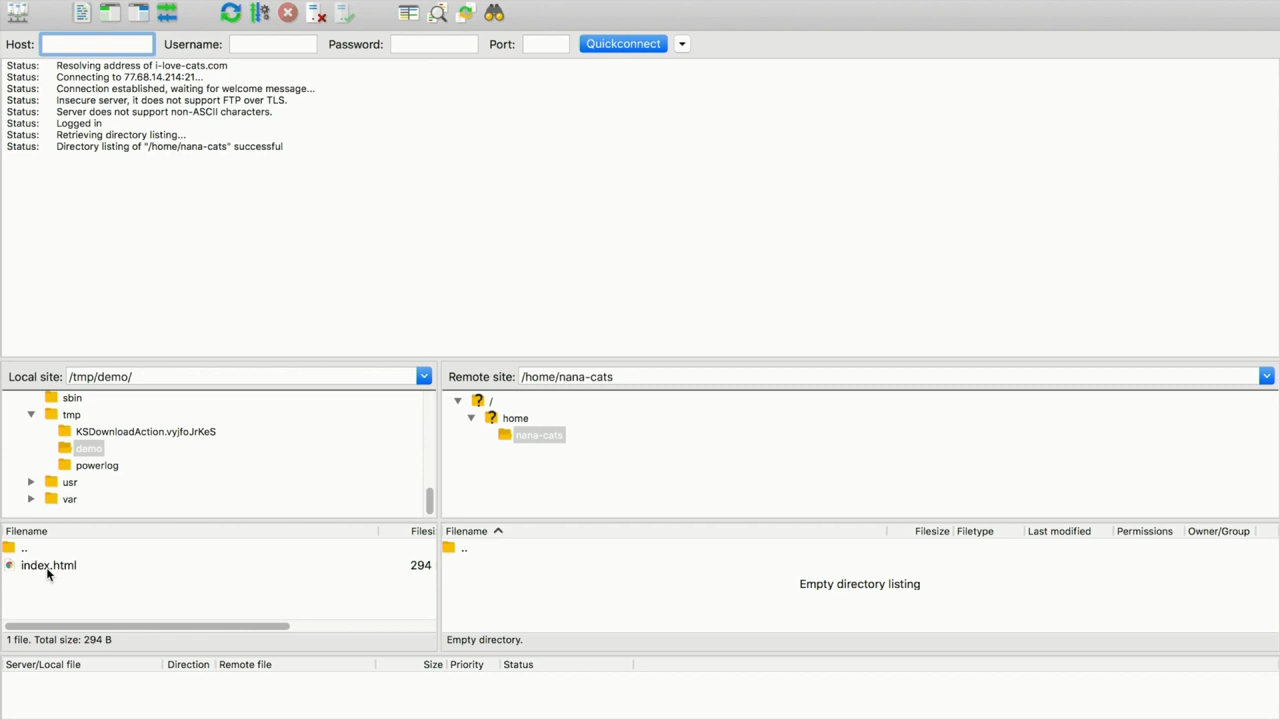 Host: Username: Password: Port: Quickconnect
Status: Resolving address of i-love-cats.com
Status: Connecting to 77.68.14.214:21...
Status: Connection established, waiting for welcome message...
Status: Insecure server, it does not support FTP over TLS.
Status: Server does not support non-ASCII characters.
Status: Logged in
Status: Retrieving directory listing...
Status: Directory listing of "/home/nana-cats" successful
Local site: /tmp/demo/
sbin
tmp
KSDownloadAction.vyjfoJrKeS
demo
powerlog
usr
var
Filename Filesi
..
index.html 294
1 file. Total size: 294 B
Remote site: /home/nana-cats
/
home
nana-cats
Filename Filesize Filetype Last modified Permissions Owner/Group
..
Empty directory listing
Empty directory.
Server/Local file Direction Remote file Size Priority Status